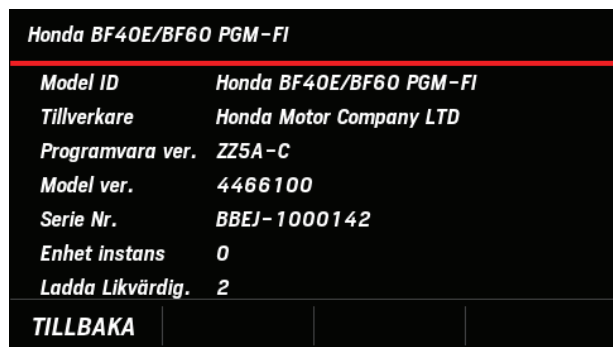 Honda BF40E/BF60 PGM-FI
Model ID Honda BF40E/BF60 PGM-FI
Tillverkare Honda Motor Company LTD
Programvara ver. ZZ5A-C
Model ver. 4466100
Serie Nr. BBEJ-1000142
Enhet instans 0
Ladda Likvärdig. 2
TILLBAKA